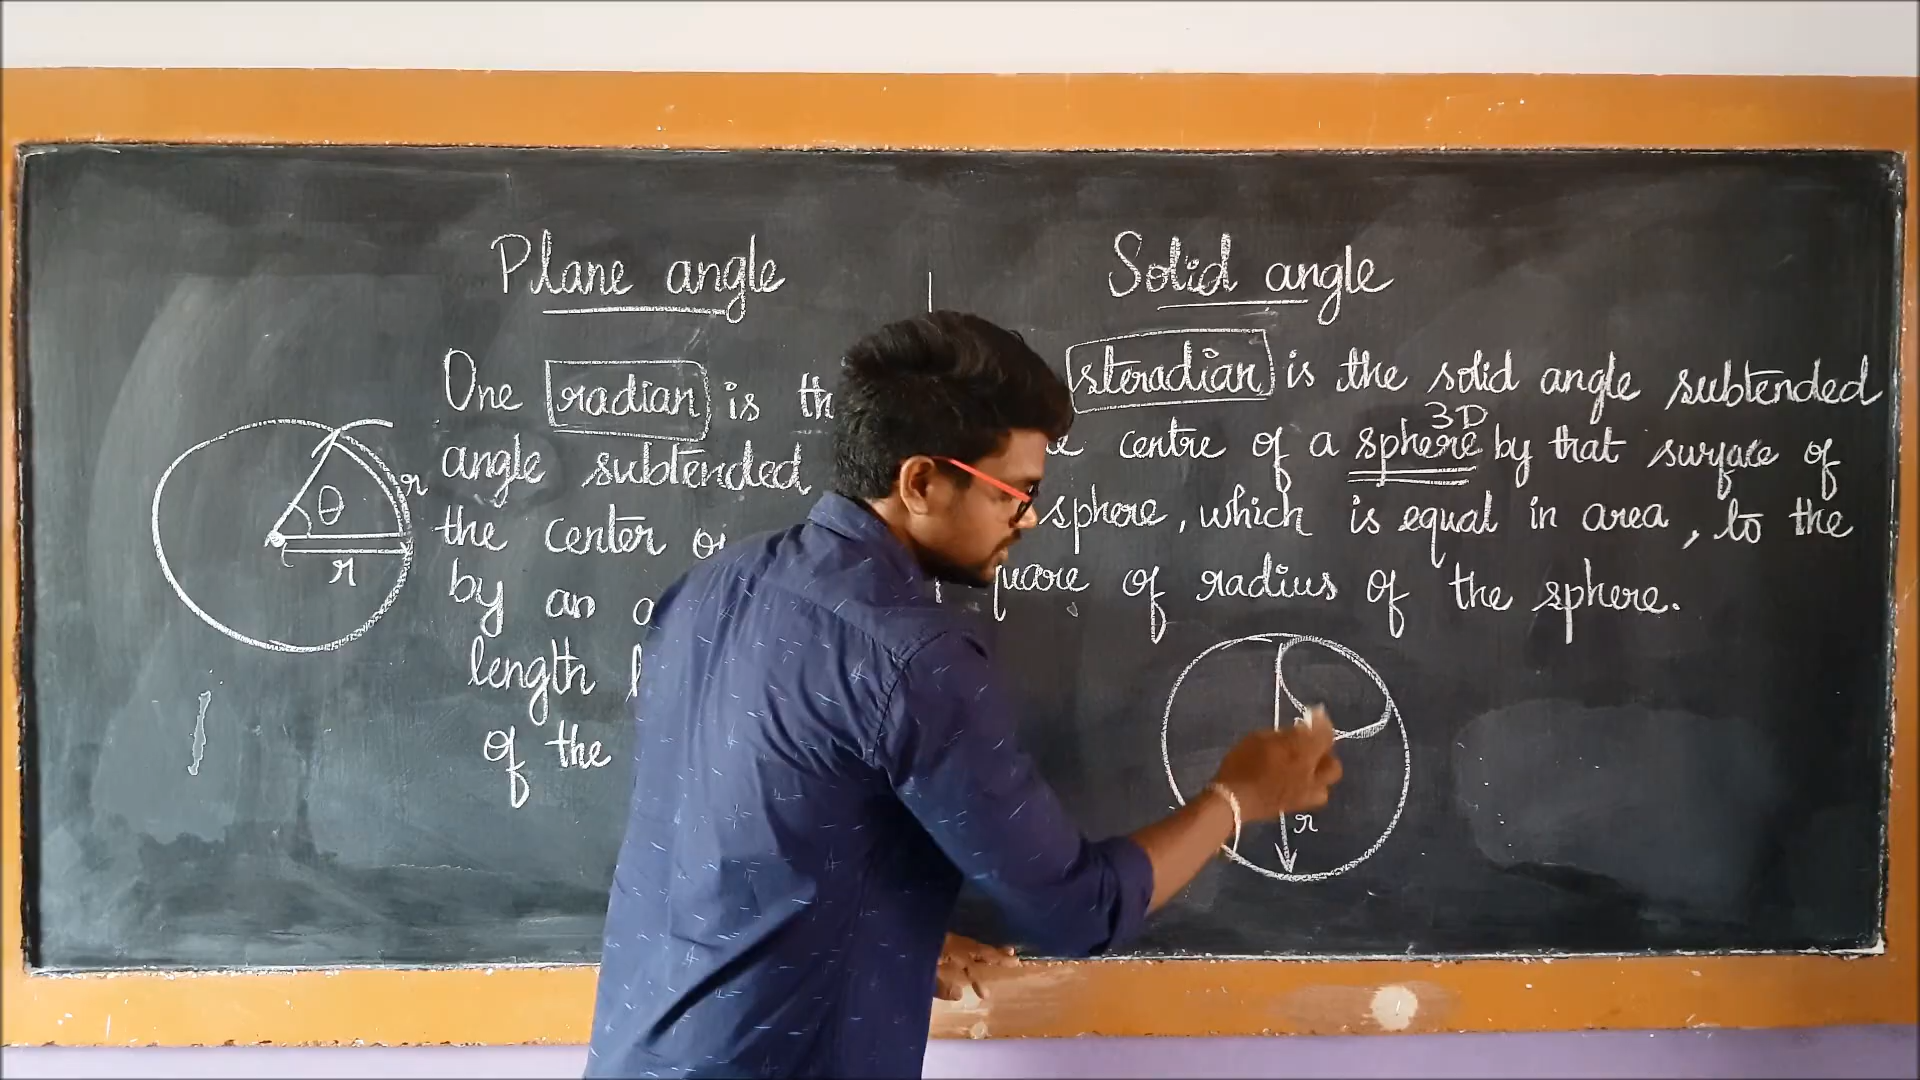 Plane angle
One radian is th
angle subtended
the center o
by an a
length
of the
θ
r
r
Solid angle
steradian is the solid angle subtended
3D
centre of a sphere by that surface of
sphere, which is equal in area, to the
quare of radius of the sphere.
r